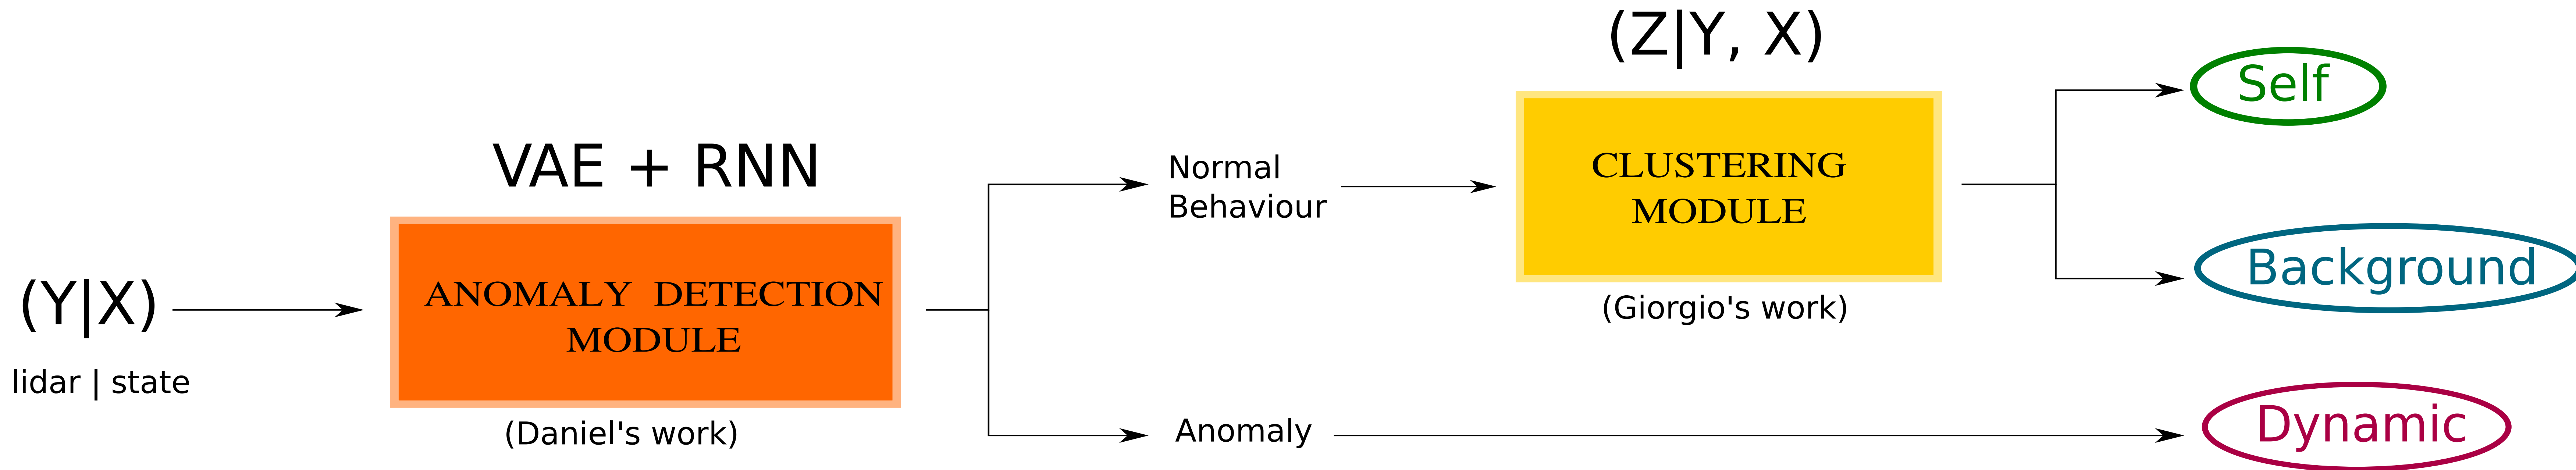 (Y|X)
lidar | state
VAE + RNN
ANOMALY DETECTION
MODULE
(Daniel's work)
Normal
Behaviour
Anomaly
(Z|Y, X)
CLUSTERING
MODULE
(Giorgio's work)
Self
Background
Dynamic